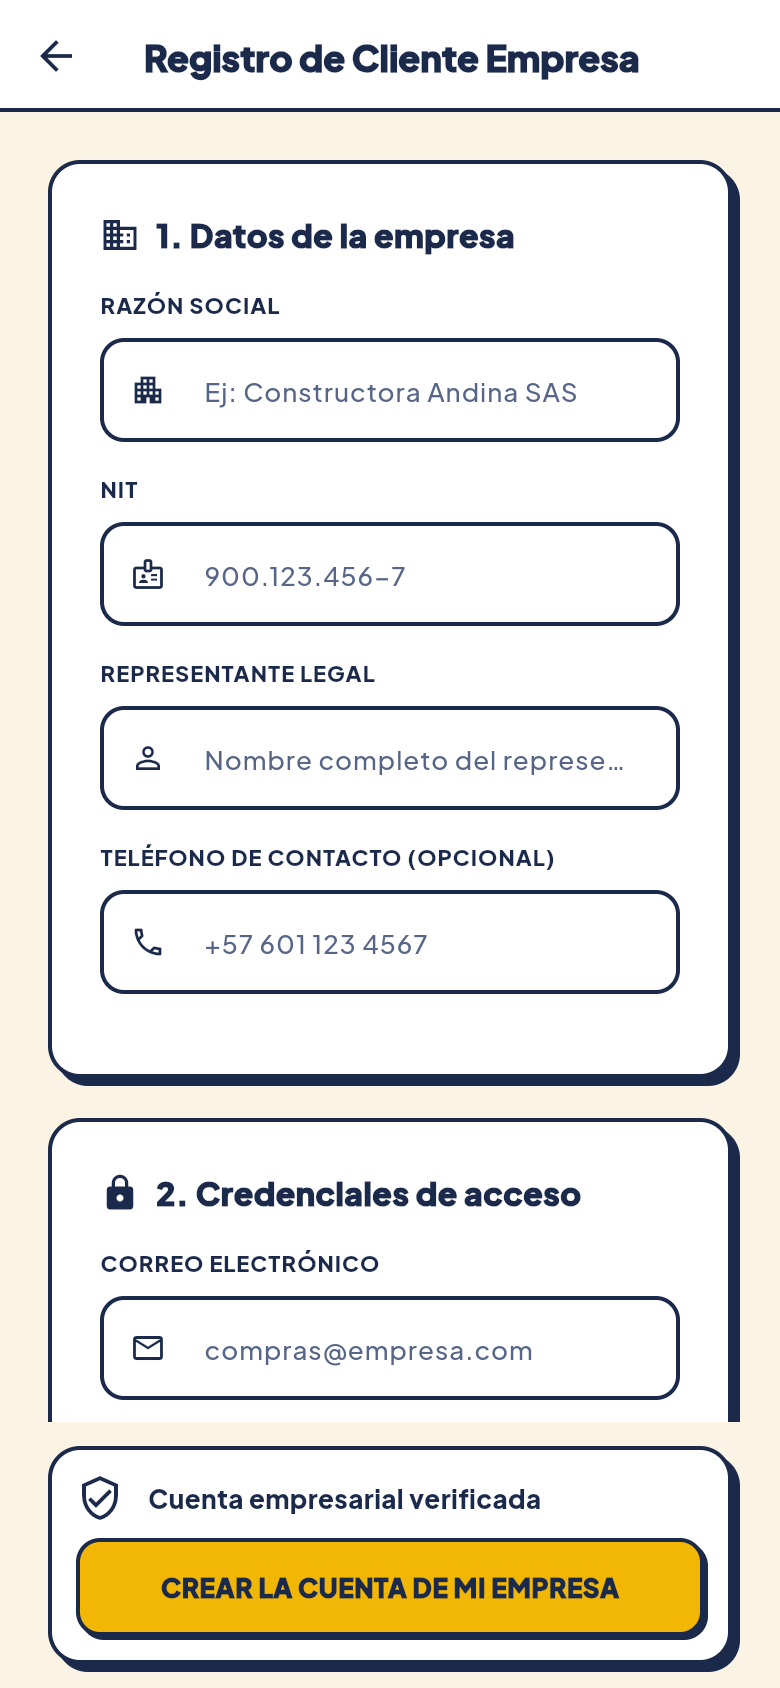 Registro de Cliente Empresa
1. Datos de la empresa
RAZÓN SOCIAL
Ej: Constructora Andina SAS
NIT
900.123.456-7
REPRESENTANTE LEGAL
Nombre completo del represe...
TELÉFONO DE CONTACTO (OPCIONAL)
+57 601 123 4567
2. Credenciales de acceso
CORREO ELECTRÓNICO
compras@empresa.com
Cuenta empresarial verificada
CREAR LA CUENTA DE MI EMPRESA